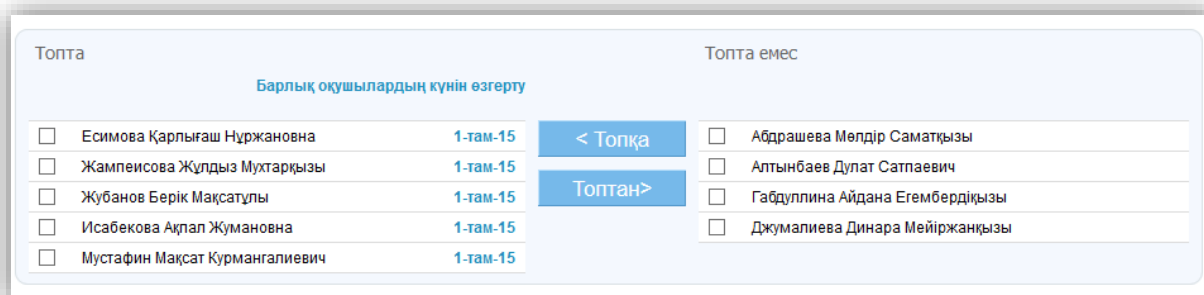 Топта
Топта емес
Барлық оқушылардың күнін өзгерту
Есимова Қарлығаш Нұржановна 1-там-15
Жампеисова Жұлдыз Мухтарқызы 1-там-15
Жубанов Берік Мақсатұлы 1-там-15
Исабекова Ақпал Жумановна 1-там-15
Мустафин Мақсат Курмангалиевич 1-там-15
< Топқа
Топтан>
Абдрашева Мөлдір Саматқызы
Алтынбаев Дулат Сатпаевич
Габдуллина Айдана Егембердіқызы
Джумалиева Динара Мейіржанқызы